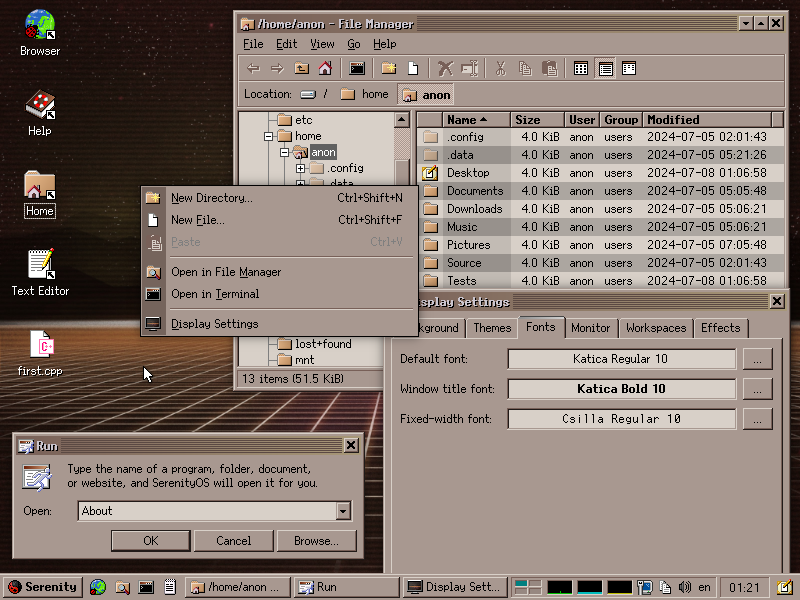 Browser
Help
Home
Text Editor
first.cpp
/home/anon - File Manager
File Edit View Go Help
Location: / home anon
etc
home
anon
.config
.data
lost+found
mnt
Name Size User Group Modified
.config 4.0 KiB anon users 2024-07-05 02:01:43
.data 4.0 KiB anon users 2024-07-05 05:21:26
Desktop 4.0 KiB anon users 2024-07-08 01:06:58
Documents 4.0 KiB anon users 2024-07-05 05:05:48
Downloads 4.0 KiB anon users 2024-07-05 05:06:21
Music 4.0 KiB anon users 2024-07-05 05:06:21
Pictures 4.0 KiB anon users 2024-07-05 07:05:48
Source 4.0 KiB anon users 2024-07-05 02:01:43
Tests 4.0 KiB anon users 2024-07-08 01:06:58
13 items (51.5 KiB)
New Directory... Ctrl+Shift+N
New File... Ctrl+Shift+F
Paste Ctrl+V
Open in File Manager
Open in Terminal
Display Settings
Settings
Themes Fonts Monitor Workspaces Effects
Default font: Katica Regular 10 ...
Window title font: Katica Bold 10 ...
Fixed-width font: Csilla Regular 10 ...
Run
Type the name of a program, folder, document,
or website, and SerenityOS will open it for you.
Open: About
OK Cancel Browse...
Serenity /home/anon ... Run Display Sett... en 01:21